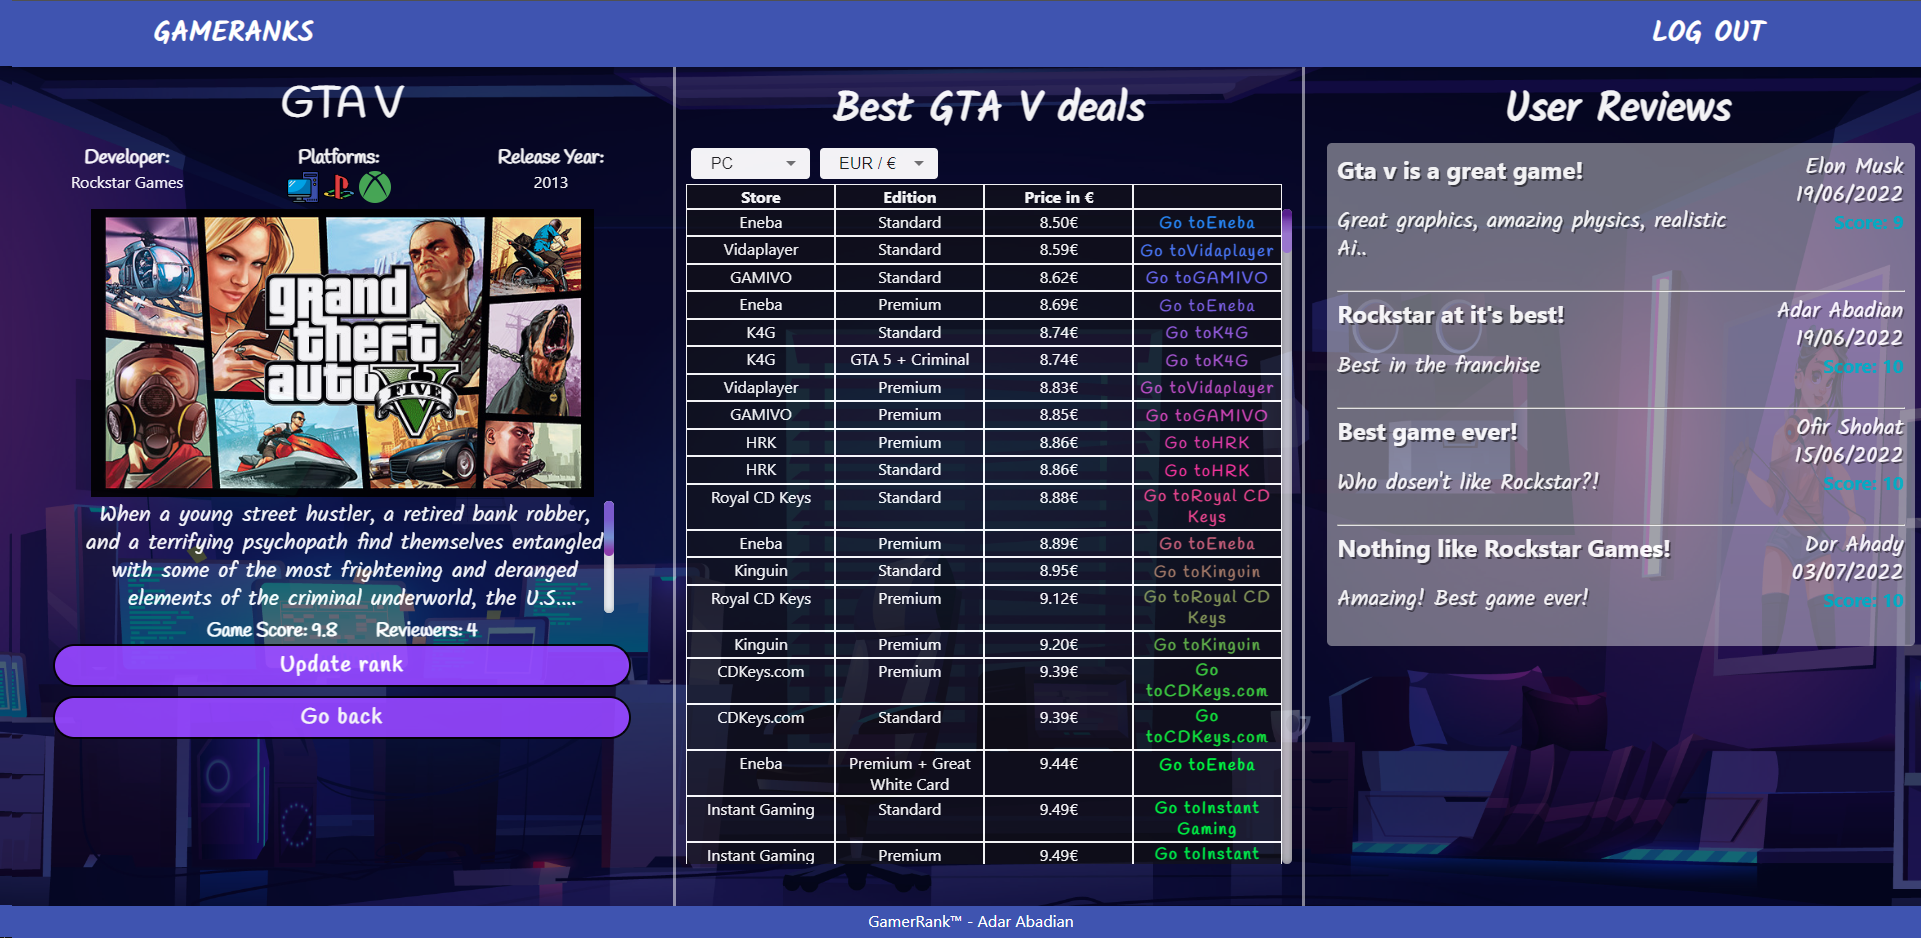 GAMERANKS
LOG OUT
GTA V
Developer:
Rockstar Games
Platforms:
Release Year:
2013
grand
theft
auto
FIVE
When a young street hustler, a retired bank robber,
and a terrifying psychopath find themselves entangled
with some of the most frightening and deranged
elements of the criminal underworld, the U.S....
Game Score: 9.8 Reviewers: 4
Update rank
Go back
Best GTA V deals
PC EUR / €
Store Edition Price in €
Eneba Standard 8.50€ Go toEneba
Vidaplayer Standard 8.59€ Go toVidaplayer
GAMIVO Standard 8.62€ Go toGAMIVO
Eneba Premium 8.69€ Go toEneba
K4G Standard 8.74€ Go toK4G
K4G GTA 5 + Criminal 8.74€ Go toK4G
Vidaplayer Premium 8.83€ Go toVidaplayer
GAMIVO Premium 8.85€ Go toGAMIVO
HRK Premium 8.86€ Go toHRK
HRK Standard 8.86€ Go toHRK
Royal CD Keys Standard 8.88€ Go toRoyal CD
Keys
Eneba Premium 8.89€ Go toEneba
Kinguin Standard 8.95€ Go toKinguin
Royal CD Keys Premium 9.12€ Go toRoyal CD
Keys
Kinguin Premium 9.20€ Go toKinguin
CDKeys.com Premium 9.39€ Go
toCDKeys.com
CDKeys.com Standard 9.39€ Go
toCDKeys.com
Eneba Premium + Great 9.44€ Go toEneba
White Card
Instant Gaming Standard 9.49€ Go toInstant
Gaming
Instant Gaming Premium 9.49€ Go toInstant
User Reviews
Gta v is a great game!
Elon Musk
19/06/2022
Great graphics, amazing physics, realistic
Ai..
Score: 9
Rockstar at it's best!
Adar Abadian
19/06/2022
Best in the franchise
Score: 10
Best game ever!
Ofir Shohat
15/06/2022
Who dosen't like Rockstar?!
Score: 10
Nothing like Rockstar Games!
Dor Ahady
03/07/2022
Amazing! Best game ever!
Score: 10
GamerRank™ - Adar Abadian